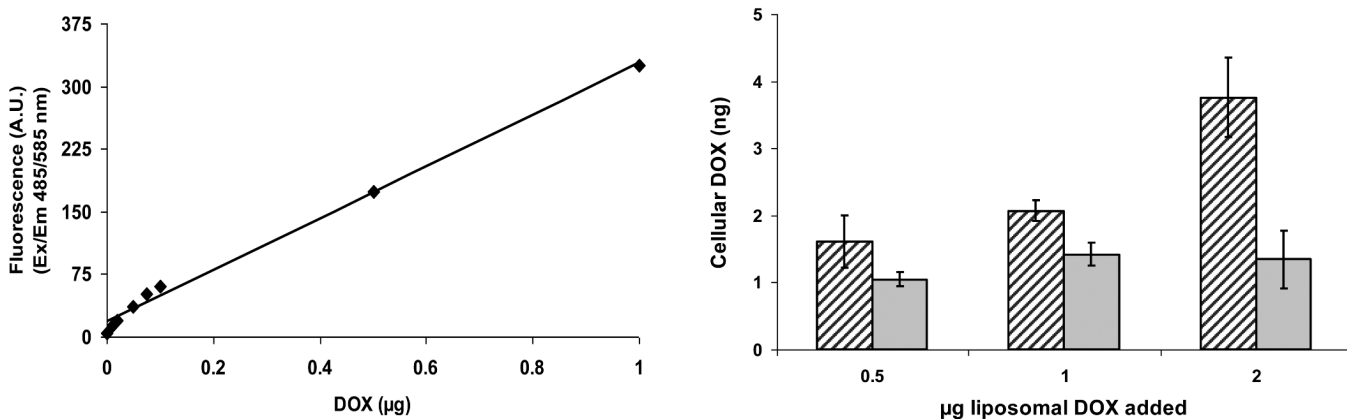 375
300
225
150
75
0
Fluorescence (A.U.)
(Ex/Em 485/585 nm)
0 0.2 0.4 0.6 0.8 1
DOX (µg)
5
4
3
2
1
0
Cellular DOX (ng)
0.5 1 2
µg liposomal DOX added